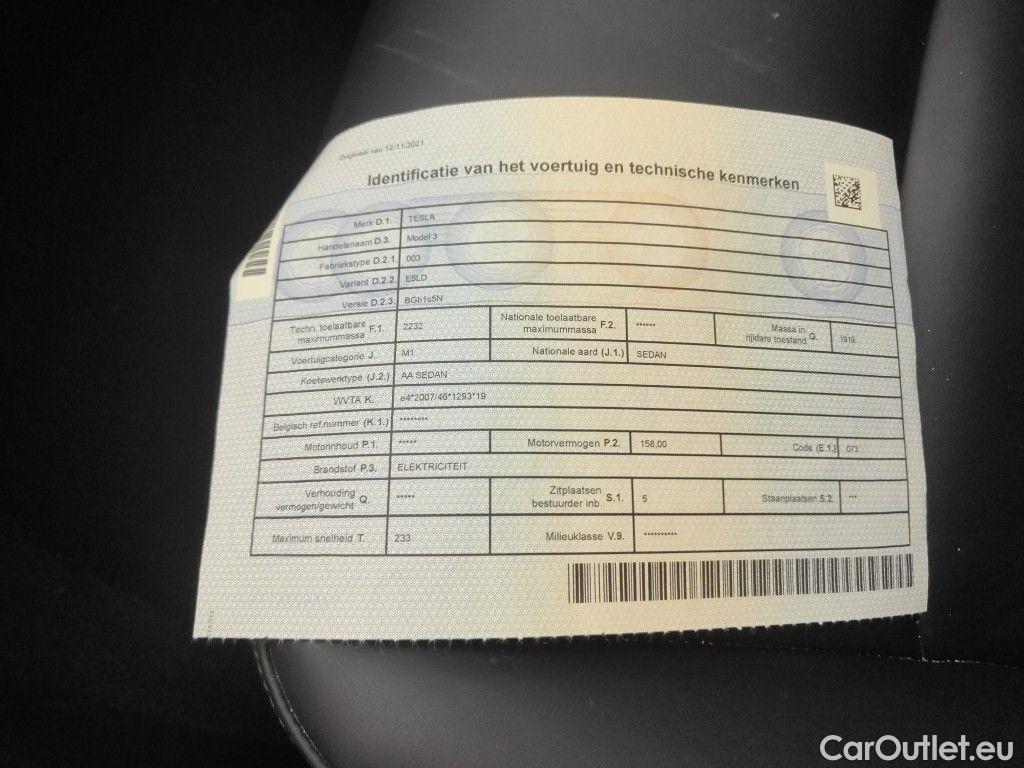 Origineel van 12/11/2021
Identificatie van het voertuig en technische kenmerken
Merk D.1. TESLA
Handelsnaam D.3. Model 3
Fabriekstype D.2.1. 003
Variant D.2.2. E5LD
Versie D.2.3. BGb1s5N
Techn. toelaatbare maximummassa F.1. 2232 Nationale toelaatbare maximummassa F.2. ****** Massa in rijklare toestand G. 1919
Voertuigcategorie J. M1 Nationale aard (J.1.) SEDAN
Koetswerktype (J.2.) AA SEDAN
WVTA K. e4*2007/46*1293*19
Belgisch ref.nummer (K.1.) ********
Motorinhoud P.1. ***** Motorvermogen P.2. 158,00 Code (E.1.) 073
Brandstof P.3. ELEKTRICITEIT
Verhouding vermogen/gewicht Q. ***** Zitplaatsen bestuurder inb. S.1. 5 Staanplaatsen S.2. ***
Maximum snelheid T. 233 Milieuklasse V.9. **********
CarOutlet.eu